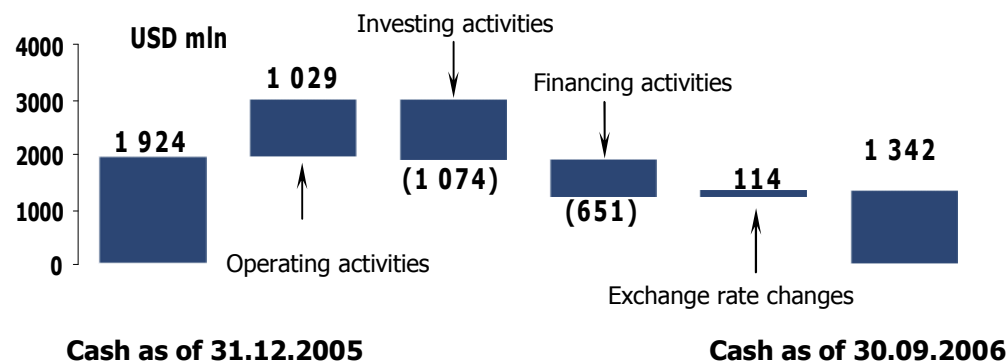 Investing activities
USD mln
4000
1 029
Financing activities
3000
1 924
2000
1 342
(1 074)
114
(651)
1000
0
Operating activities
Exchange rate changes
Cash as of 31.12.2005
Cash as of 30.09.2006